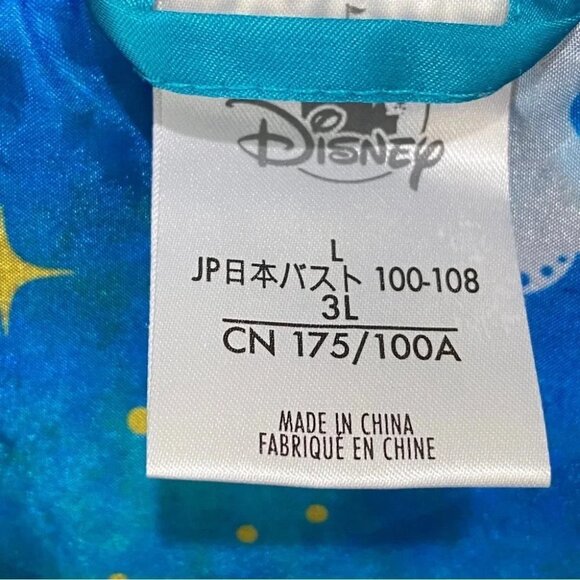 Disney
L
JP日本バスト 100-108
3L
CN 175/100A
MADE IN CHINA
FABRIQUÉ EN CHINE